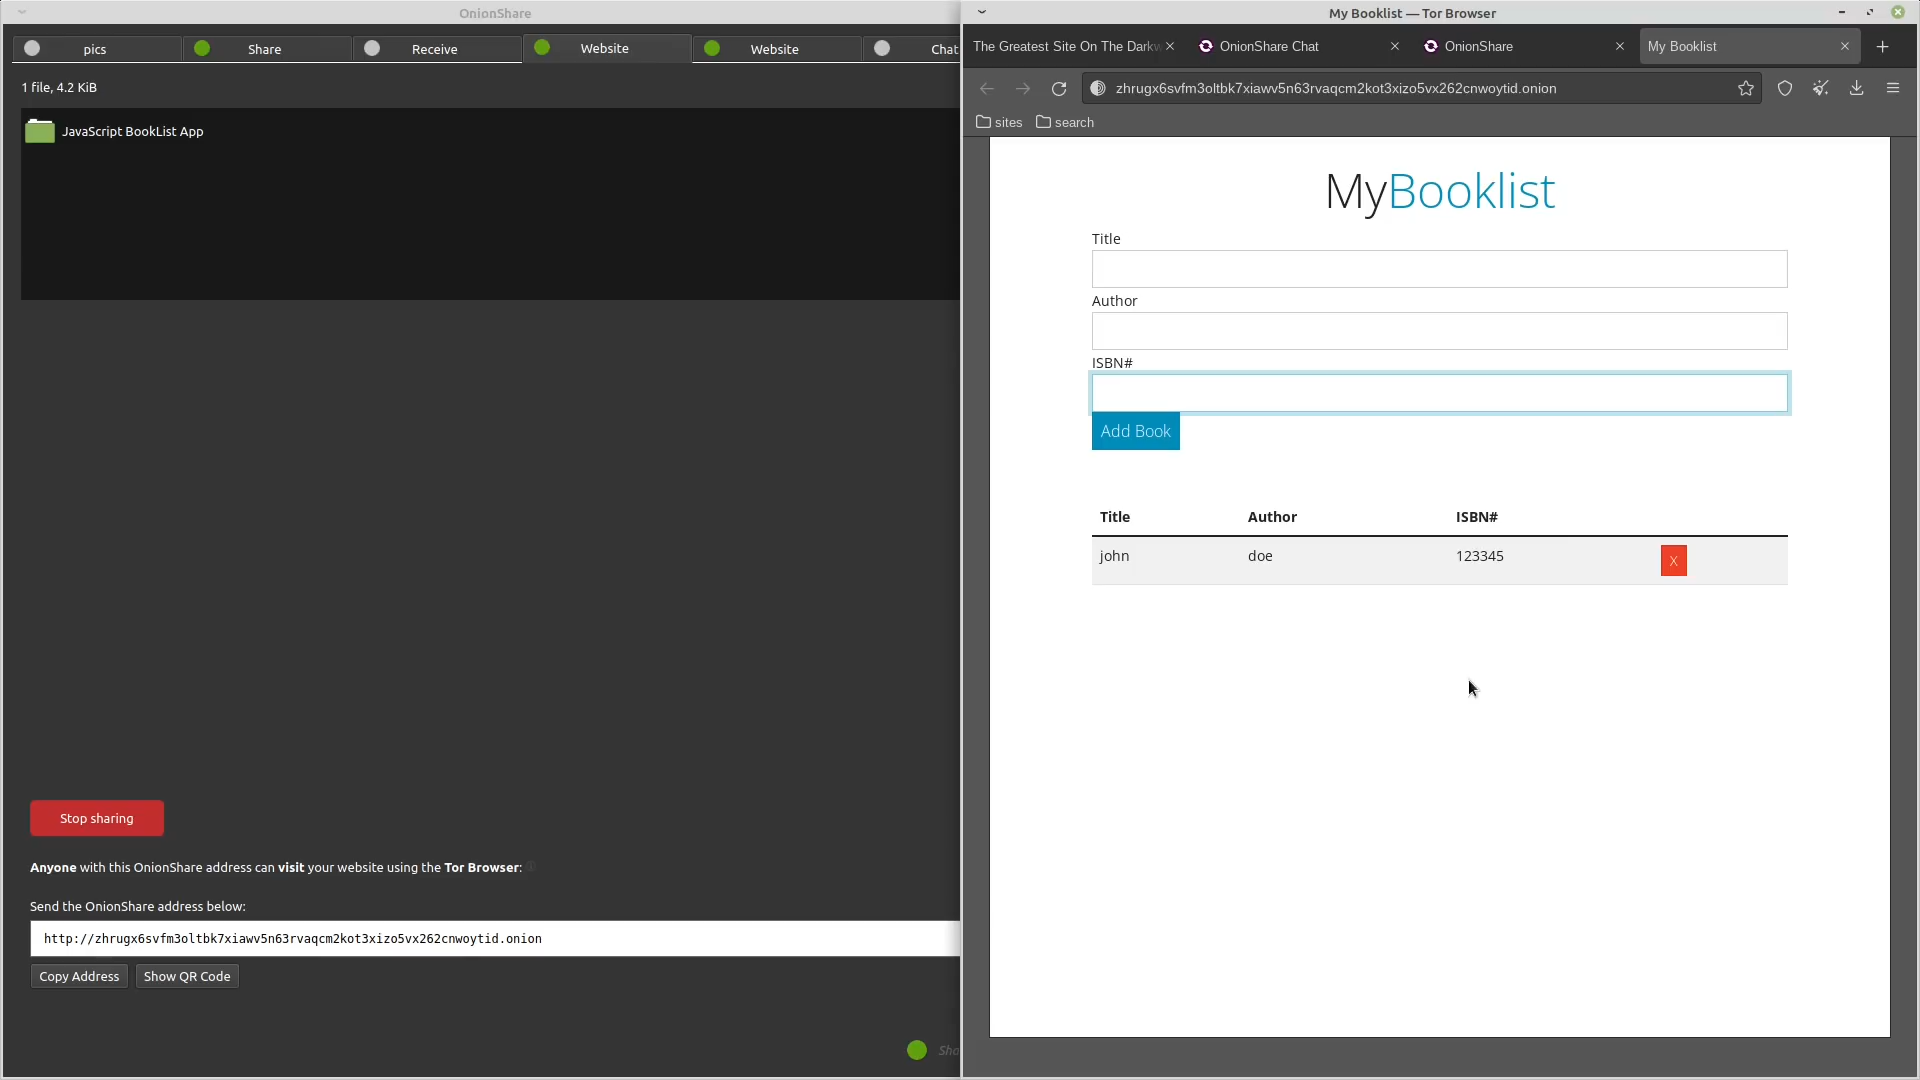 OnionShare
pics
Share
Receive
Website
Website
Chat
1 file, 4.2 KiB
JavaScript BookList App
Stop sharing
Anyone with this OnionShare address can visit your website using the Tor Browser:
Send the OnionShare address below:
http://zhrugx6svfm3oltbk7xiawv5n63rvaqcm2kot3xizo5vx262cnwoytid.onion
Copy Address
Show QR Code
Sha
My Booklist — Tor Browser
The Greatest Site On The Darkw
OnionShare Chat
OnionShare
My Booklist
zhrugx6svfm3oltbk7xiawv5n63rvaqcm2kot3xizo5vx262cnwoytid.onion
sites
search
MyBooklist
Title
Author
ISBN#
Add Book
Title Author ISBN#
john doe 123345 X